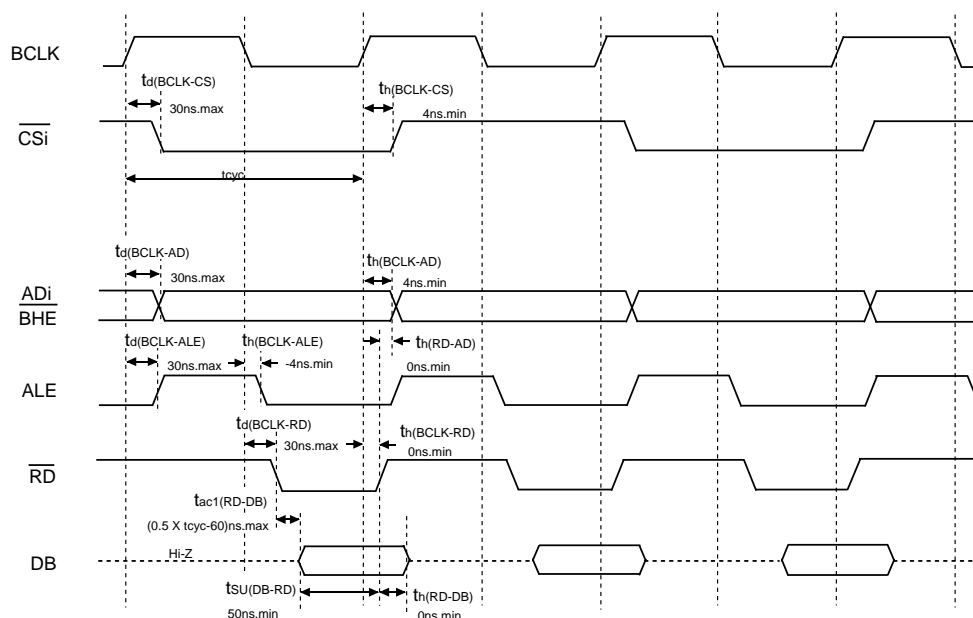 BCLK
td(BCLK-CS)
30ns.max
th(BCLK-CS)
4ns.min
CSi
tcyc
td(BCLK-AD)
30ns.max
th(BCLK-AD)
4ns.min
ADi
BHE
td(BCLK-ALE)
30ns.max
th(BCLK-ALE)
-4ns.min
th(RD-AD)
0ns.min
ALE
td(BCLK-RD)
30ns.max
th(BCLK-RD)
0ns.min
RD
tac1(RD-DB)
(0.5 X tcyc-60)ns.max
Hi-Z
DB
tSU(DB-RD)
50ns.min
th(RD-DB)
0ns.min